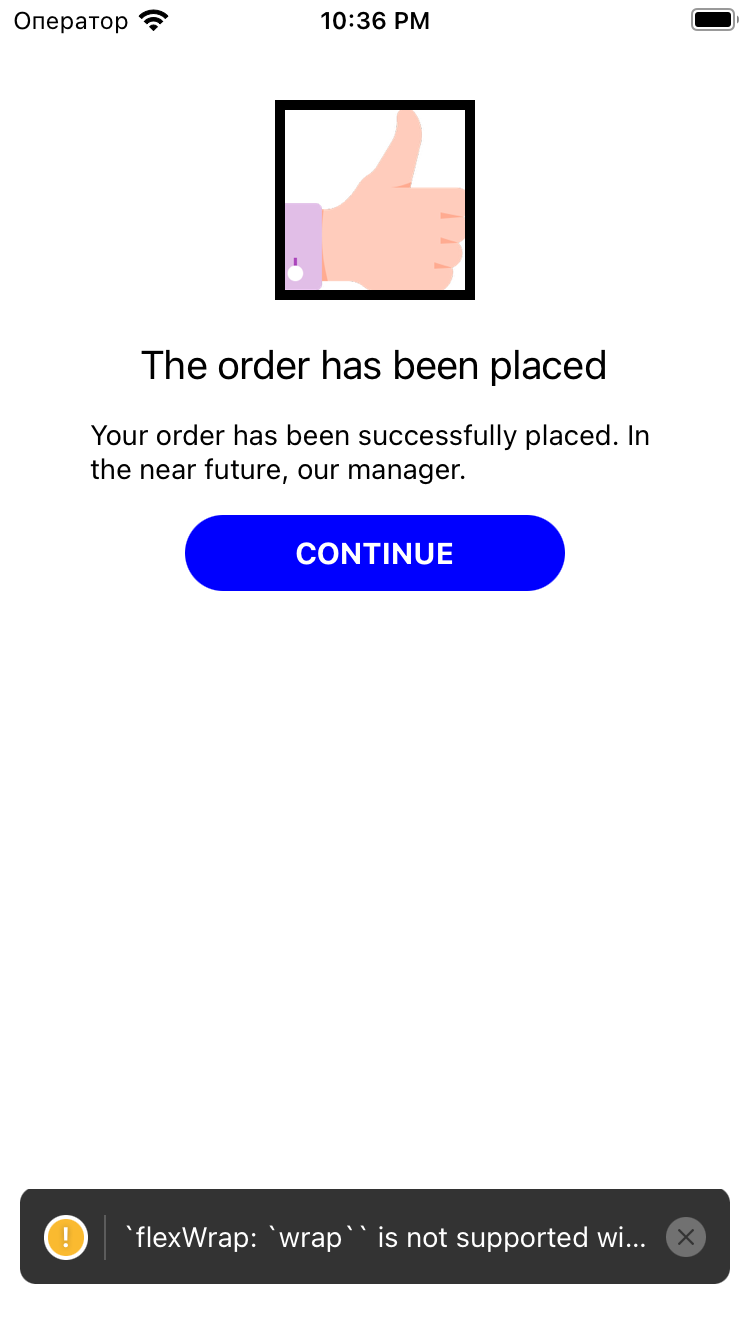 Оператор 10:36 PM
The order has been placed
Your order has been successfully placed. In
the near future, our manager.
CONTINUE
! `flexWrap: `wrap`` is not supported wi...